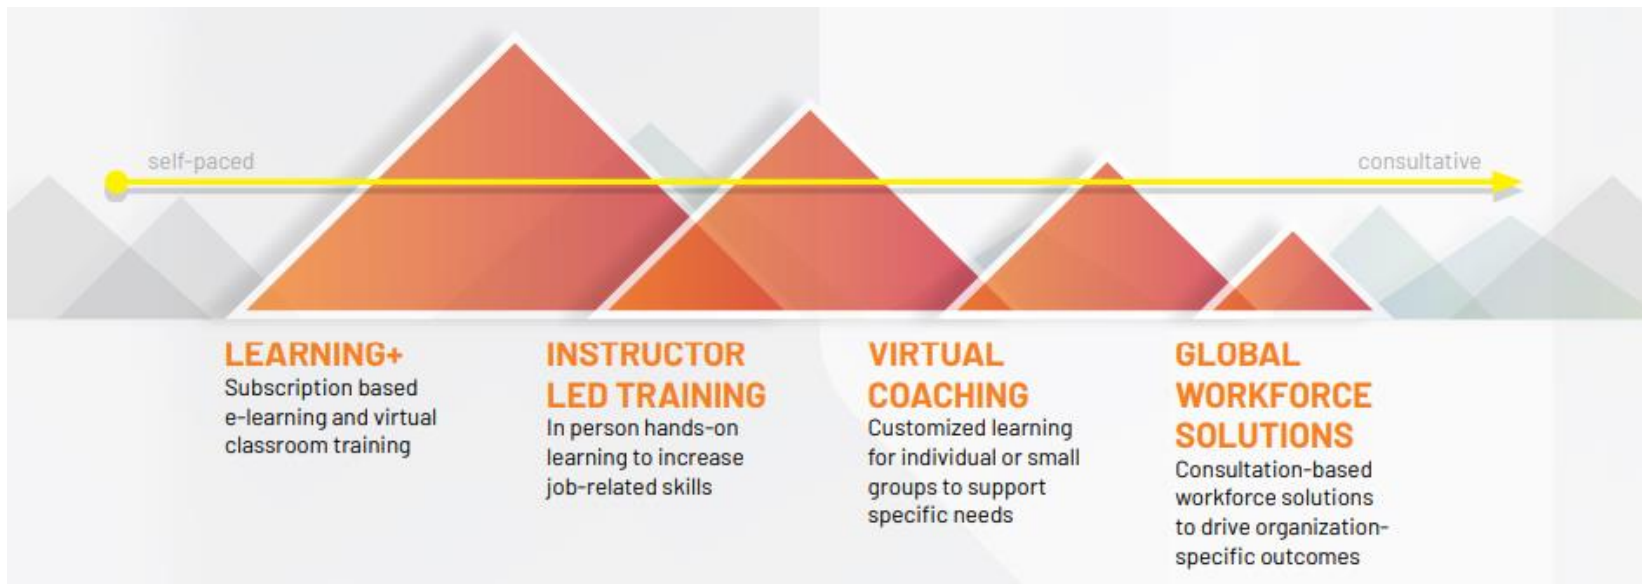 self-paced
consultative
LEARNING+
Subscription based
e-learning and virtual
classroom training
INSTRUCTOR
LED TRAINING
In person hands-on
learning to increase
job-related skills
VIRTUAL
COACHING
Customized learning
for individual or small
groups to support
specific needs
GLOBAL
WORKFORCE
SOLUTIONS
Consultation-based
workforce solutions
to drive organization-
specific outcomes